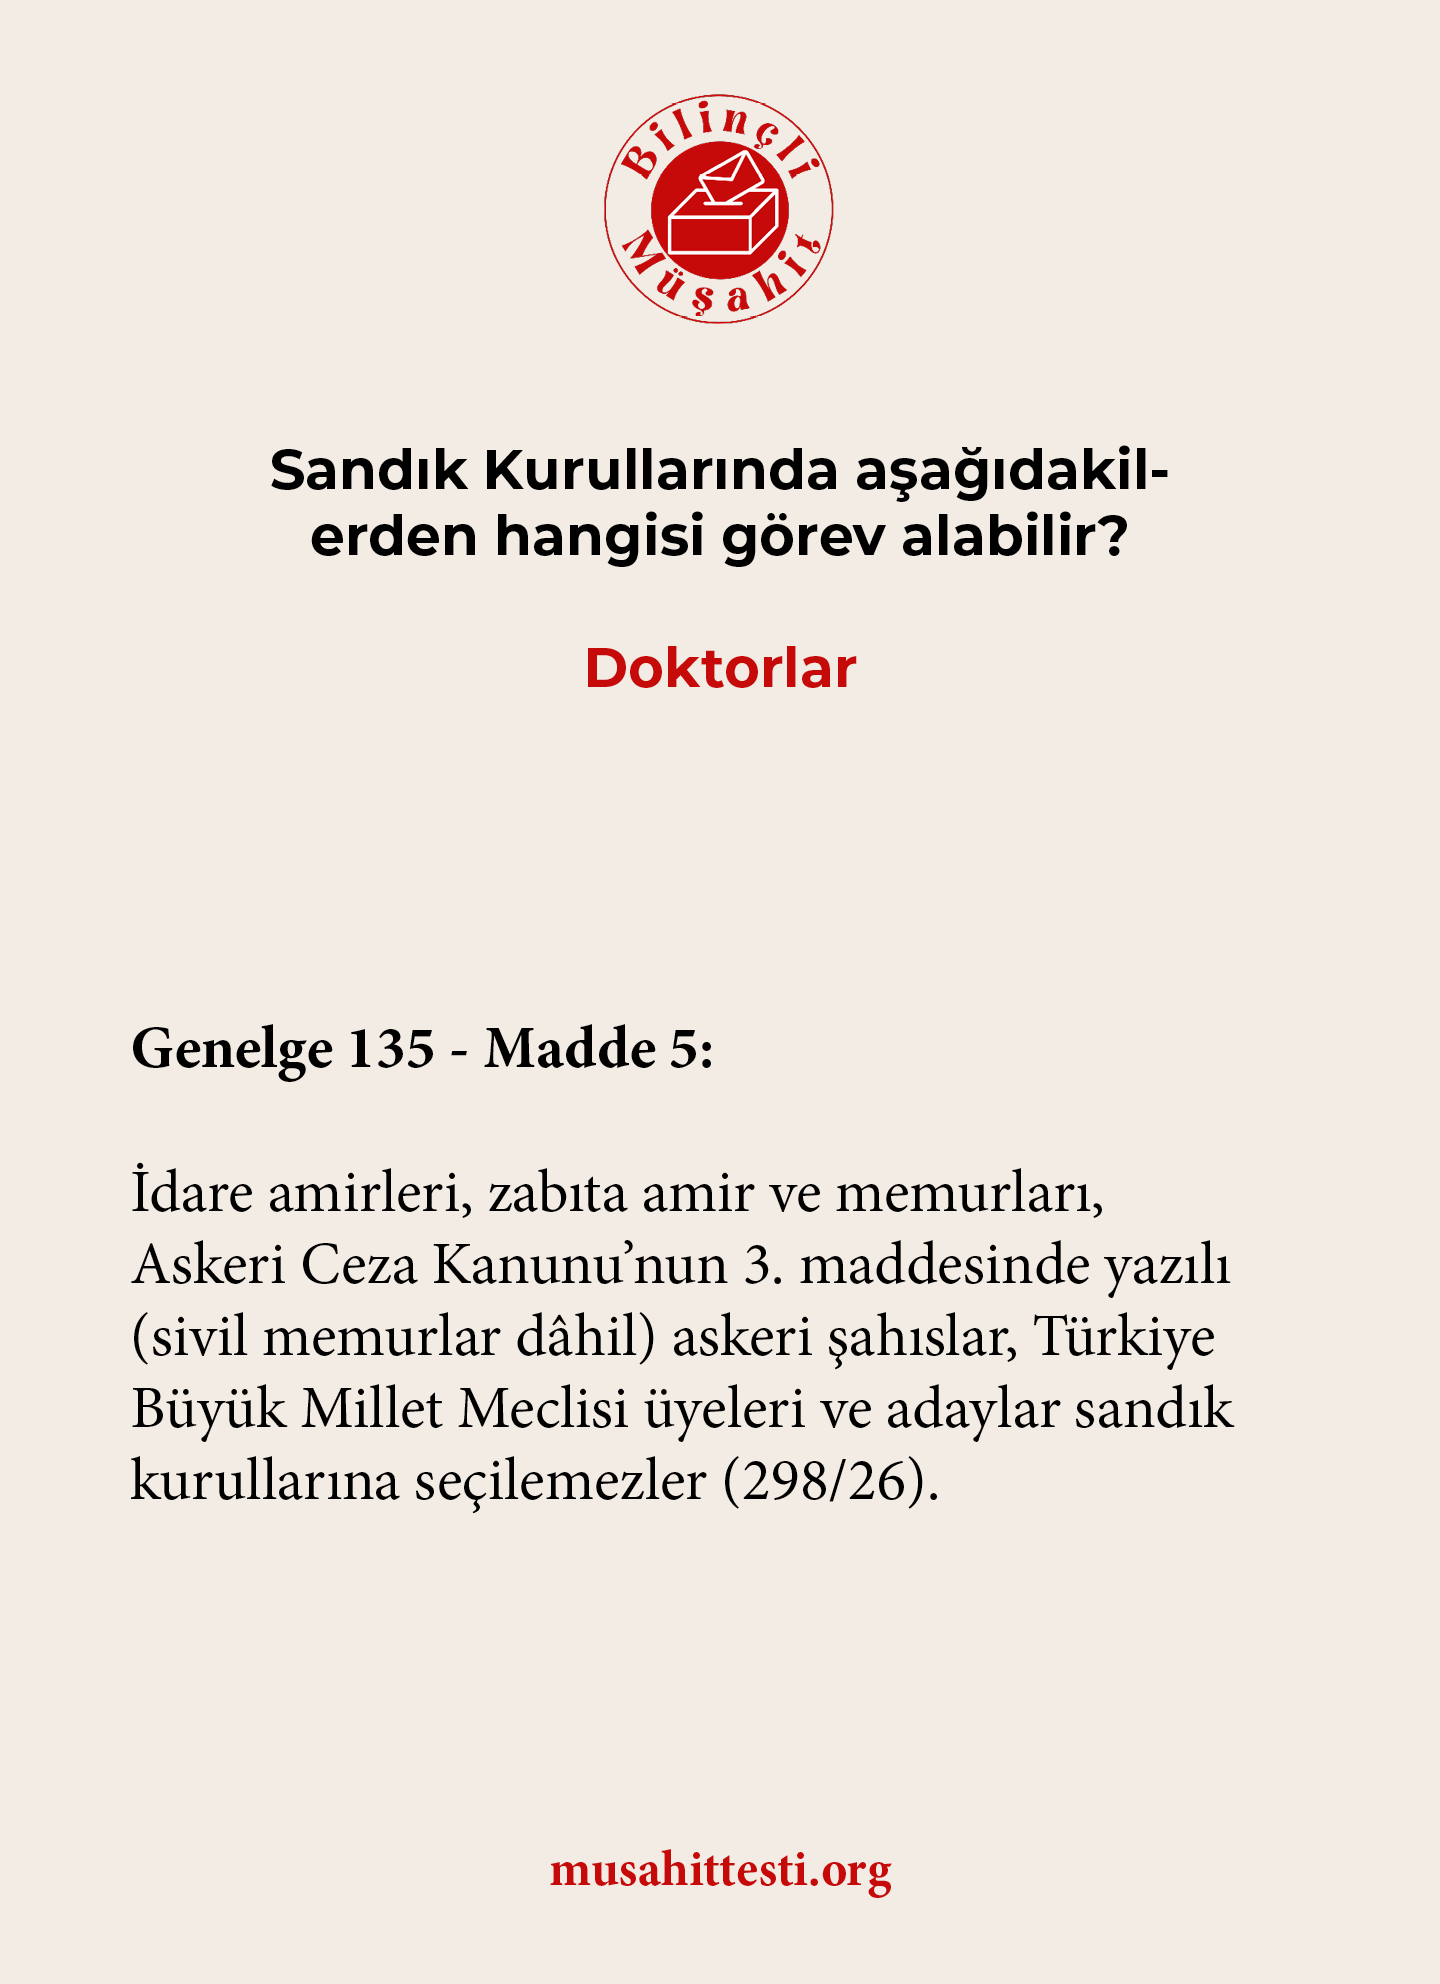 Bilinçli
Müşahit
Sandık Kurullarında aşağıdakil-
erden hangisi görev alabilir?
Doktorlar
Genelge 135 - Madde 5:
İdare amirleri, zabıta amir ve memurları,
Askeri Ceza Kanunu’nun 3. maddesinde yazılı
(sivil memurlar dâhil) askeri şahıslar, Türkiye
Büyük Millet Meclisi üyeleri ve adaylar sandık
kurullarına seçilemezler (298/26).
musahittesti.org